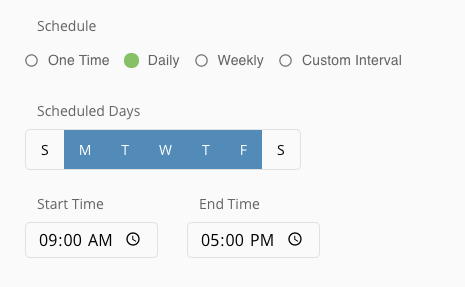 Schedule
One Time Daily Weekly Custom Interval
Scheduled Days
S M T W T F S
Start Time End Time
09:00 AM 05:00 PM